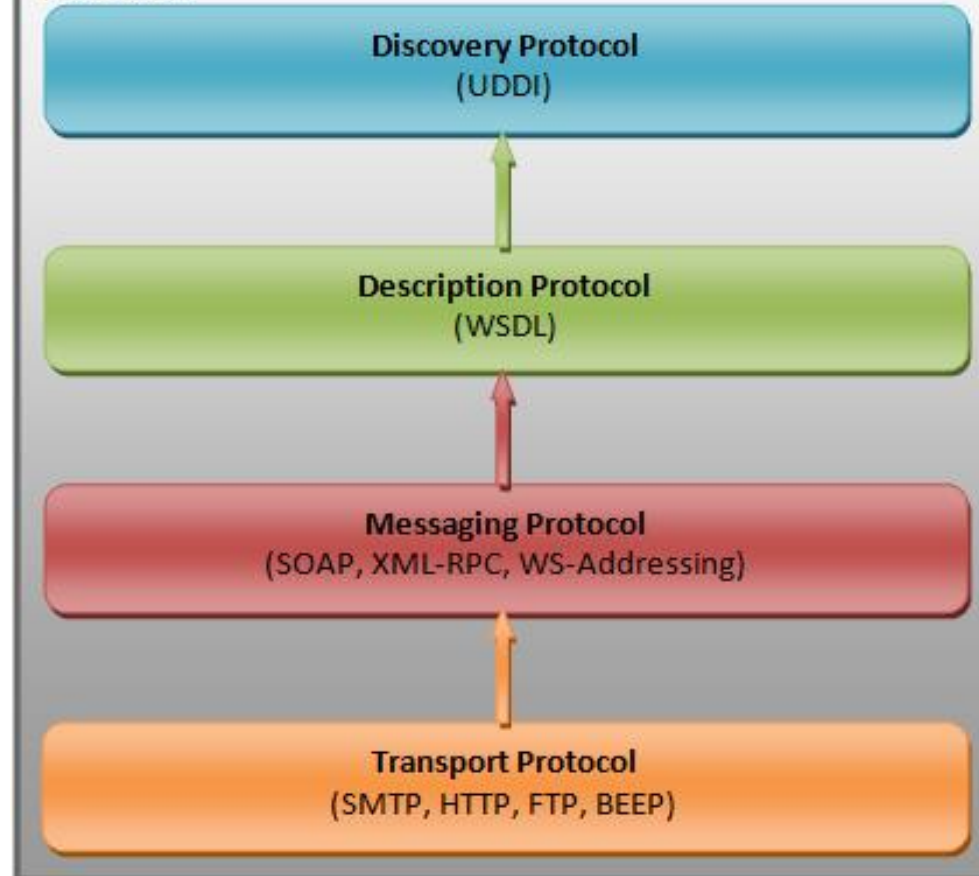 Discovery Protocol
(UDDI)
Description Protocol
(WSDL)
Messaging Protocol
(SOAP, XML-RPC, WS-Addressing)
Transport Protocol
(SMTP, HTTP, FTP, BEEP)